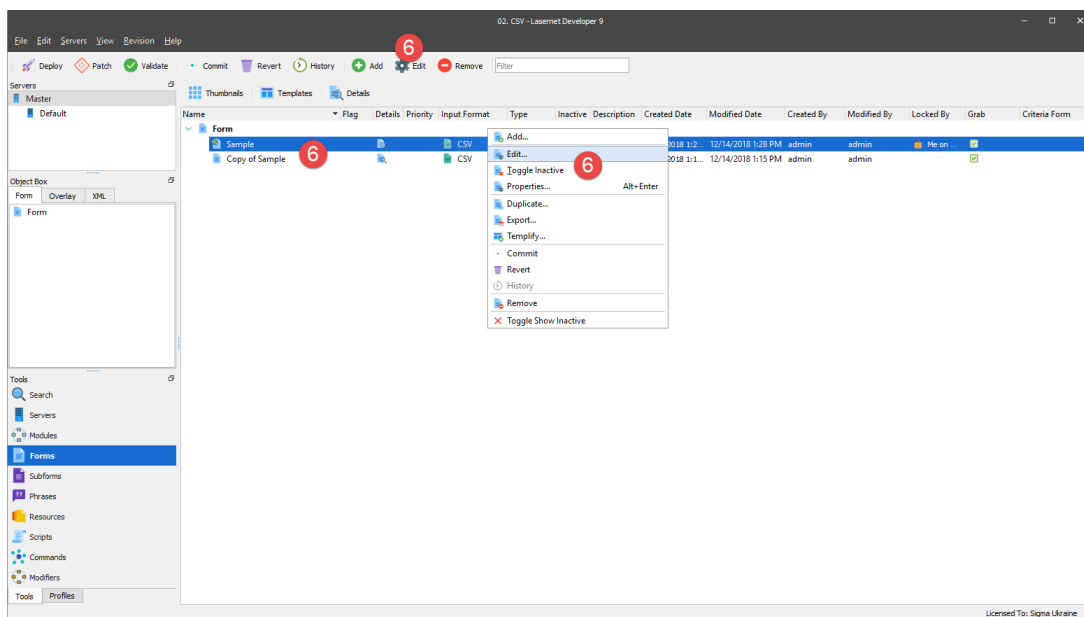 02. CSV - Lasernet Developer 9
File Edit Servers View Revision Help
6
Deploy Patch Validate Commit Revert History Add Edit Remove Filter
Servers
Master
Default
Thumbnails Templates Details
Name Flag Details Priority Input Format Type Inactive Description Created Date Modified Date Created By Modified By Locked By Grab Criteria Form
Form
Sample CSV 2018 1:2... 12/14/2018 1:28 PM admin admin Me on ...
Copy of Sample 6 CSV 2018 1:1... 12/14/2018 1:15 PM admin admin
Add...
Edit...
6
Toggle Inactive
Properties... Alt+Enter
Duplicate...
Export...
Templify...
Commit
Revert
History
Remove
Toggle Show Inactive
Object Box
Form Overlay XML
Form
Tools
Search
Servers
Modules
Forms
Subforms
Phrases
Resources
Scripts
Commands
Modifiers
Tools Profiles
Licensed To: Sigma Ukraine